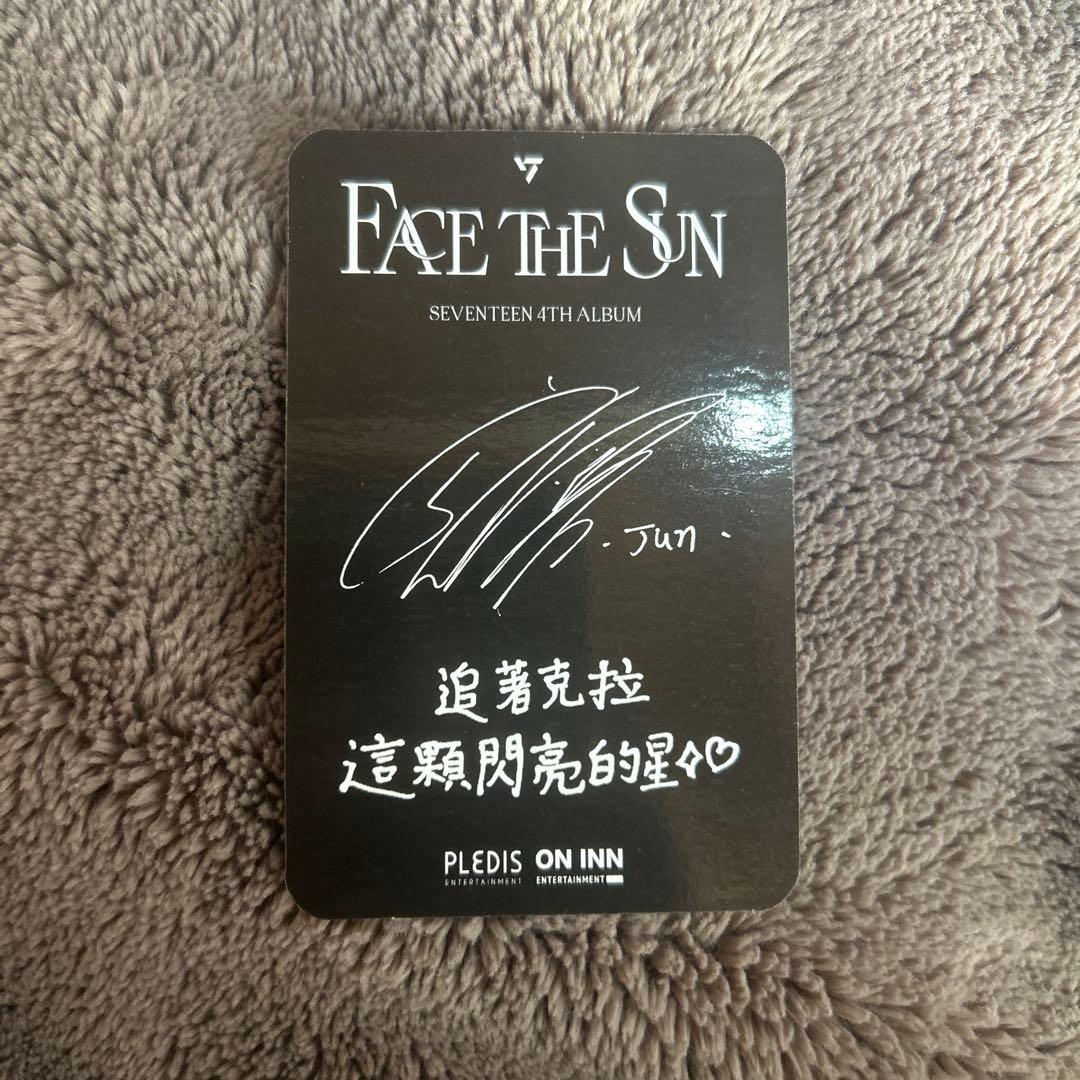 FACE THE SUN
SEVENTEEN 4TH ALBUM
- Jun -
追著克拉
這顆閃亮的星✧♡
PLEDIS ON INN
ENTERTAINMENT ENTERTAINMENT